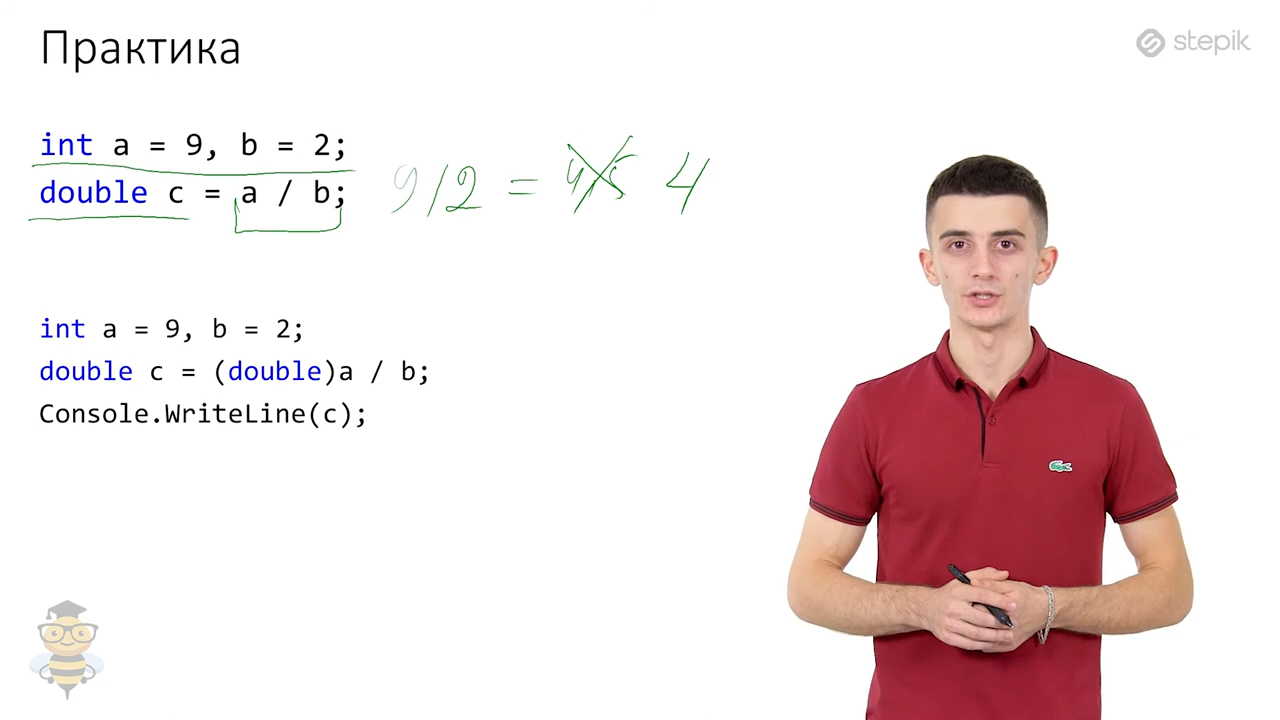 Практика
stepik
int a = 9, b = 2;
double c = a / b;
9/2 = 4,5 4
int a = 9, b = 2;
double c = (double)a / b;
Console.WriteLine(c);